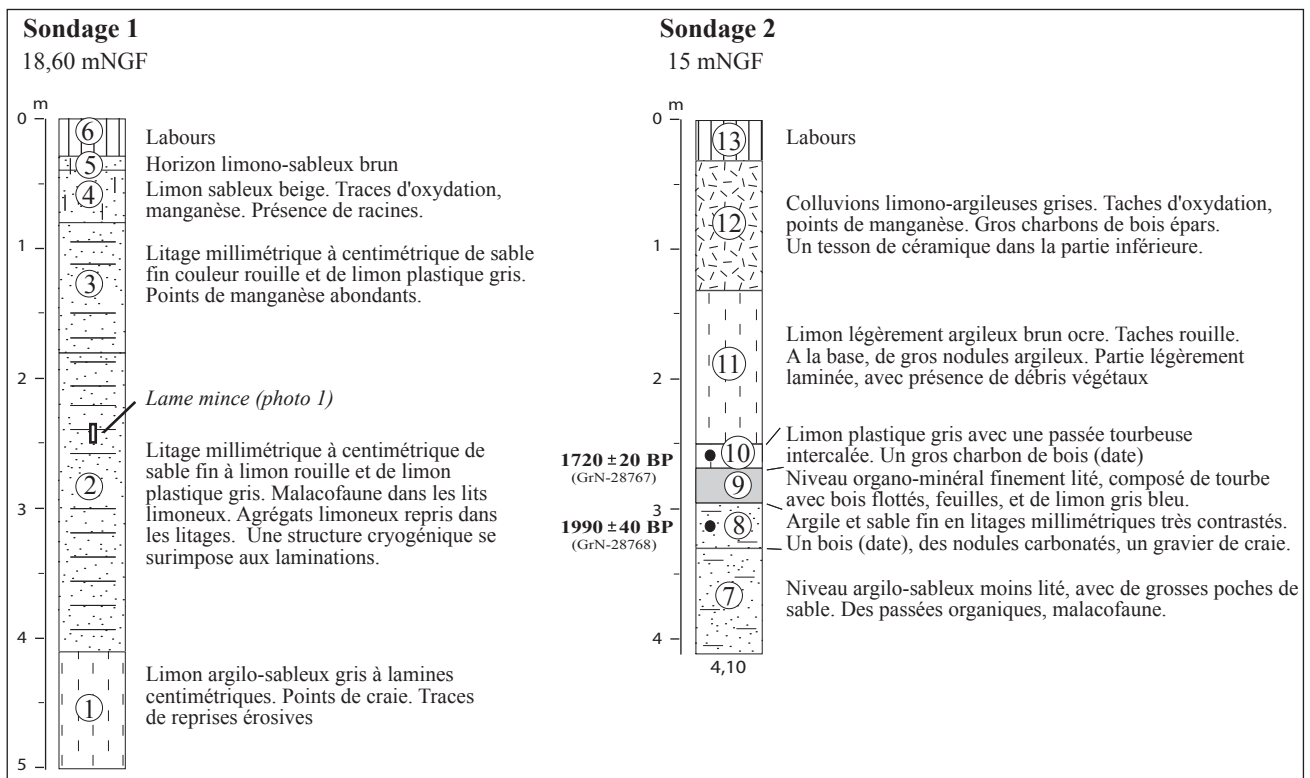 Sondage 1
18,60 mNGF
m
0
1
2
3
4
5
6
5
4
3
2
1
Labours
Horizon limono-sableux brun
Limon sableux beige. Traces d'oxydation,
manganèse. Présence de racines.
Litage millimétrique à centimétrique de sable
fin couleur rouille et de limon plastique gris.
Points de manganèse abondants.
Lame mince (photo 1)
Litage millimétrique à centimétrique de
sable fin à limon rouille et de limon
plastique gris. Malacofaune dans les lits
limoneux. Agrégats limoneux repris dans
les litages. Une structure cryogénique se
surimpose aux laminations.
Limon argilo-sableux gris à lamines
centimétriques. Points de craie. Traces
de reprises érosives
Sondage 2
15 mNGF
m
0
1
2
3
4
4,10
13
12
11
10
9
8
7
1720 ± 20 BP
(GrN-28767)
1990 ± 40 BP
(GrN-28768)
Labours
Colluvions limono-argileuses grises. Taches d'oxydation,
points de manganèse. Gros charbons de bois épars.
Un tesson de céramique dans la partie inférieure.
Limon légèrement argileux brun ocre. Taches rouille.
A la base, de gros nodules argileux. Partie légèrement
laminée, avec présence de débris végétaux
Limon plastique gris avec une passée tourbeuse
intercalée. Un gros charbon de bois (date)
Niveau organo-minéral finement lité, composé de tourbe
avec bois flottés, feuilles, et de limon gris bleu.
Argile et sable fin en litages millimétriques très contrastés.
Un bois (date), des nodules carbonatés, un gravier de craie.
Niveau argilo-sableux moins lité, avec de grosses poches de
sable. Des passées organiques, malacofaune.